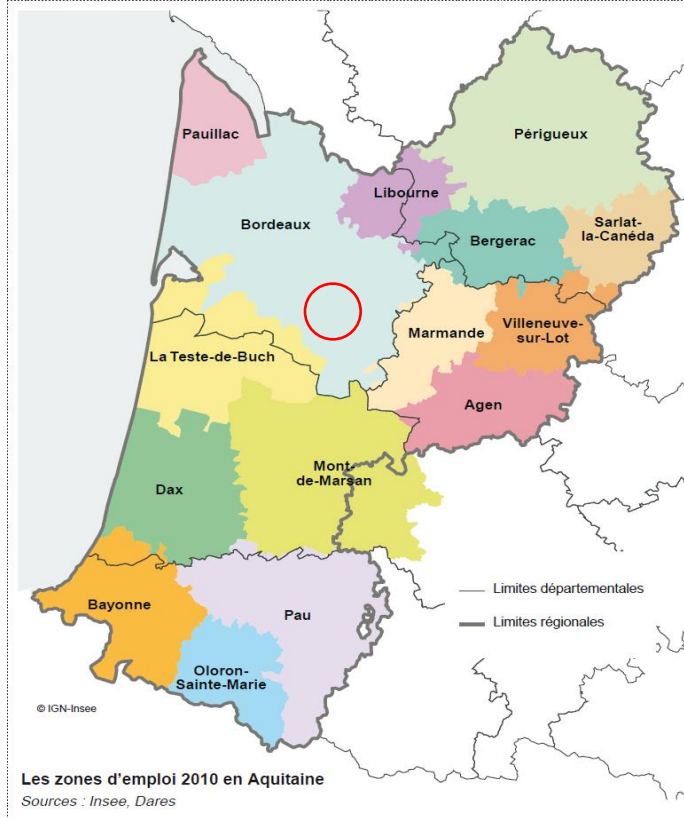 Pauillac
Périgueux
Libourne
Bordeaux
Sarlat-
la-Canéda
Bergerac
Marmande
Villeneuve-
sur-Lot
La Teste-de-Buch
Agen
Mont-
de-Marsan
Dax
Limites départementales
Bayonne
Pau
Limites régionales
Oloron-
Sainte-Marie
© IGN-Insee
Les zones d'emploi 2010 en Aquitaine
Sources : Insee, Dares